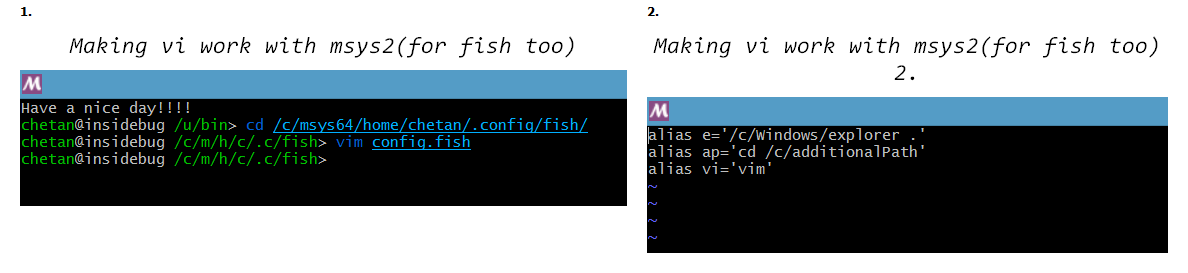 1.
Making vi work with msys2(for fish too)
M
Have a nice day!!!!
chetan@insidebug /u/bin> cd /c/msys64/home/chetan/.config/fish/
chetan@insidebug /c/m/h/c/.c/fish> vim config.fish
chetan@insidebug /c/m/h/c/.c/fish>
2.
Making vi work with msys2(for fish too)
2.
M
alias e='/c/Windows/explorer .'
alias ap='cd /c/additionalPath'
alias vi='vim'
~
~
~
~